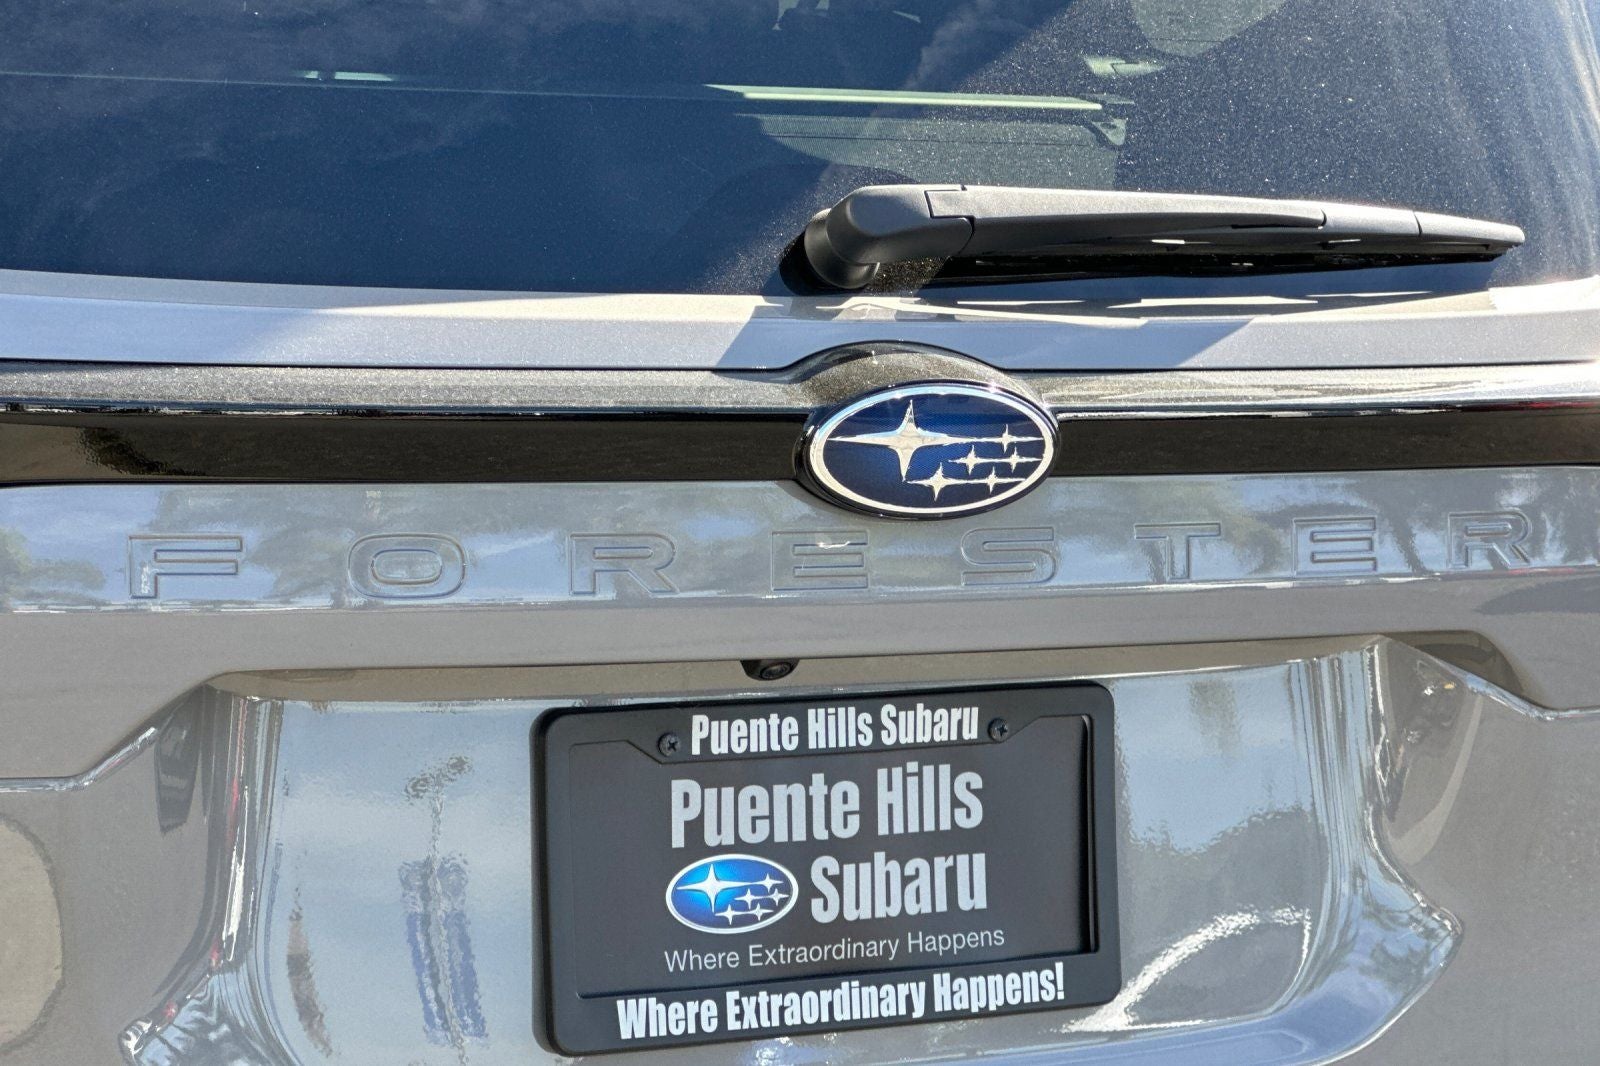 FORESTER
Puente Hills Subaru
Puente Hills
Subaru
Where Extraordinary Happens
Where Extraordinary Happens!